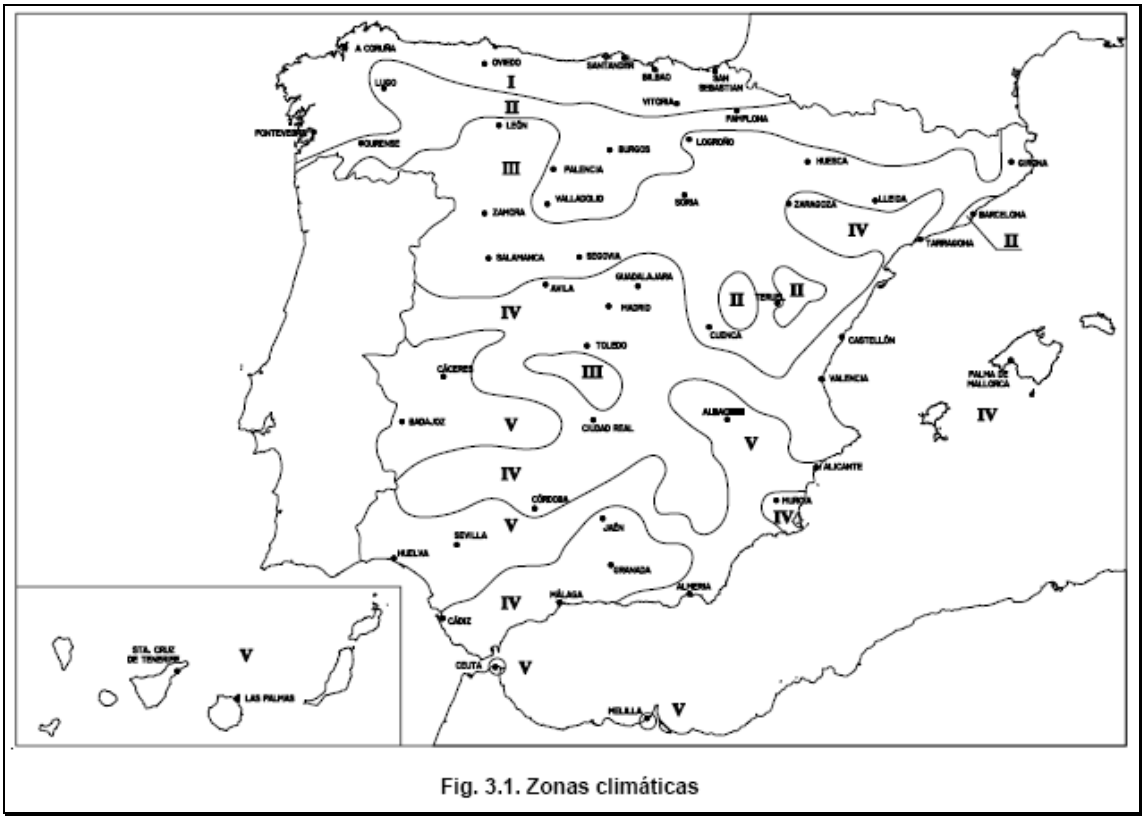 A CORUÑA
OVIEDO
SANTANDER
BILBAO
SAN
SEBASTIAN
LUGO
I
VITORIA
II
PAMPLONA
PONTEVEDRA
LEÓN
OURENSE
BURGOS
LOGROÑO
III
PALENCIA
HUESCA
GIRONA
VALLADOLID
SORIA
ZARAGOZA
LLEIDA
ZAMORA
IV
BARCELONA
TARRAGONA
II
SALAMANCA
SEGOVIA
AVILA
GUADALAJARA
IV
MADRID
II
TERUEL
II
CUENCA
TOLEDO
CASTELLÓN
CÁCERES
III
VALENCIA
PALMA DE
MALLORCA
IV
BADAJOZ
V
CIUDAD REAL
ALBACETE
V
IV
ALICANTE
CÓRDOBA
MURCIA
IV
V
JAÉN
SEVILLA
HUELVA
GRANADA
IV
MÁLAGA
ALMERIA
CÁDIZ
STA. CRUZ
DE TENERIFE
V
LAS PALMAS
CEUTA
V
MELILLA
V
Fig. 3.1. Zonas climáticas